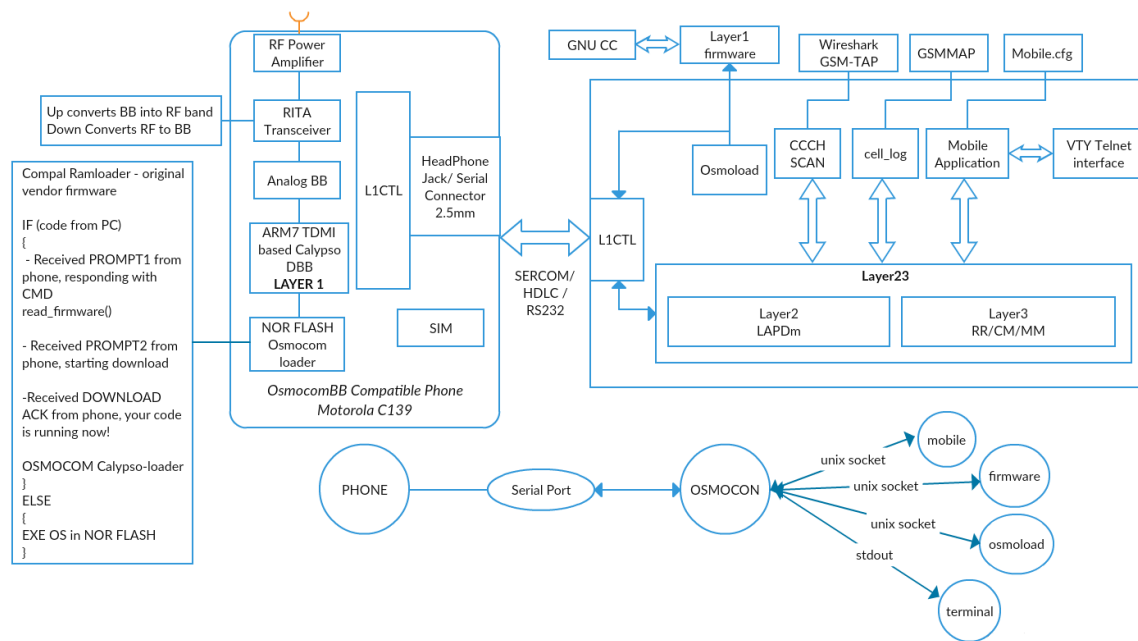 RF Power
Amplifier
Up converts BB into RF band
Down Converts RF to BB
RITA
Transceiver
Analog BB
ARM7 TDMI
based Calypso
DBB
LAYER 1
NOR FLASH
Osmocom
loader
L1CTL
HeadPhone
Jack/ Serial
Connector
2.5mm
SIM
OsmocomBB Compatible Phone
Motorola C139
Compal Ramloader - original
vendor firmware
IF (code from PC)
{
- Received PROMPT1 from
phone, responding with
CMD
read_firmware()
- Received PROMPT2 from
phone, starting download
-Received DOWNLOAD
ACK from phone, your code
is running now!
OSMOCOM Calypso-loader
}
ELSE
{
EXE OS in NOR FLASH
}
SERCOM/
HDLC /
RS232
GNU CC
Layer1
firmware
Wireshark
GSM-TAP
GSMMAP
Mobile.cfg
Osmoload
CCCH
SCAN
cell_log
Mobile
Application
VTY Telnet
interface
L1CTL
Layer23
Layer2
LAPDm
Layer3
RR/CM/MM
PHONE
Serial Port
OSMOCON
unix socket
mobile
unix socket
firmware
unix socket
osmoload
stdout
terminal